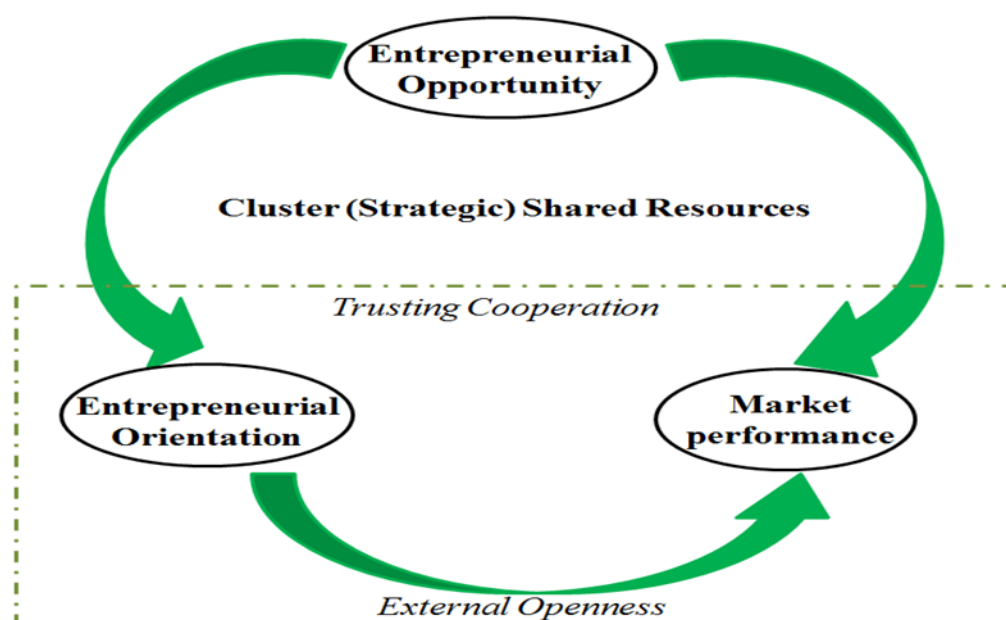 Entrepreneurial
Opportunity
Cluster (Strategic) Shared Resources
Trusting Cooperation
Entrepreneurial
Orientation
Market
performance
External Openness